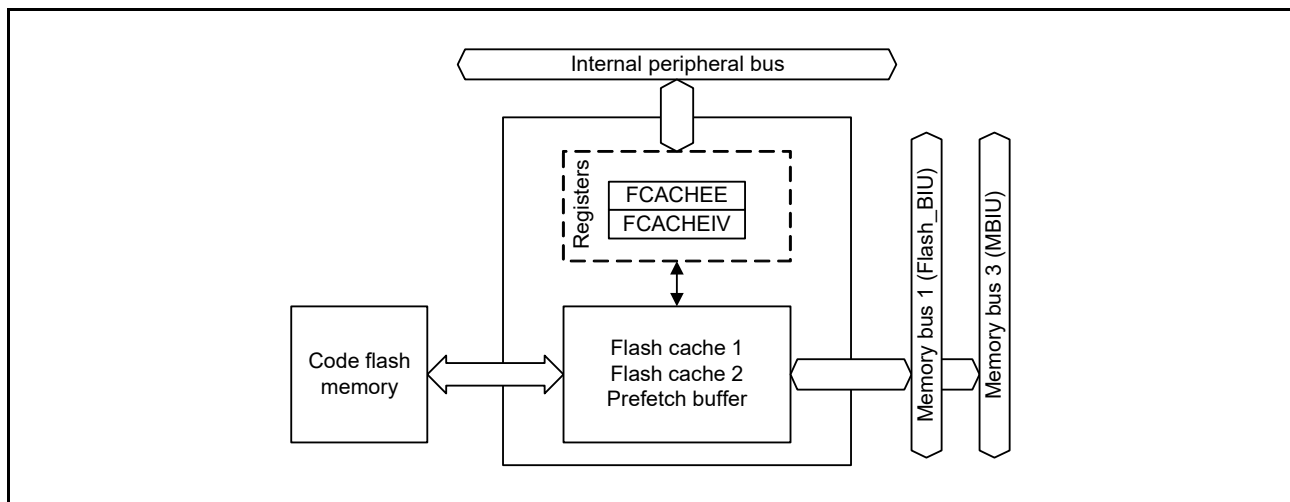 Internal peripheral bus
Registers
FCACHEE
FCACHEIV
Code flash
memory
Flash cache 1
Flash cache 2
Prefetch buffer
Memory bus 1 (Flash_BIU)
Memory bus 3 (MBIU)